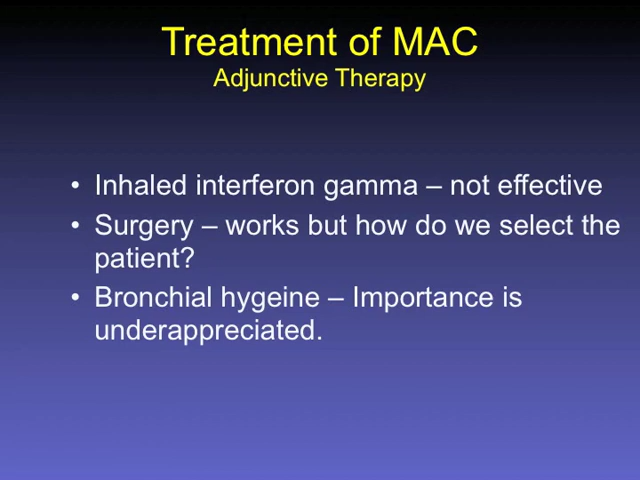 Treatment of MAC
Adjunctive Therapy
• Inhaled interferon gamma – not effective
• Surgery – works but how do we select the
patient?
• Bronchial hygeine – Importance is
underappreciated.